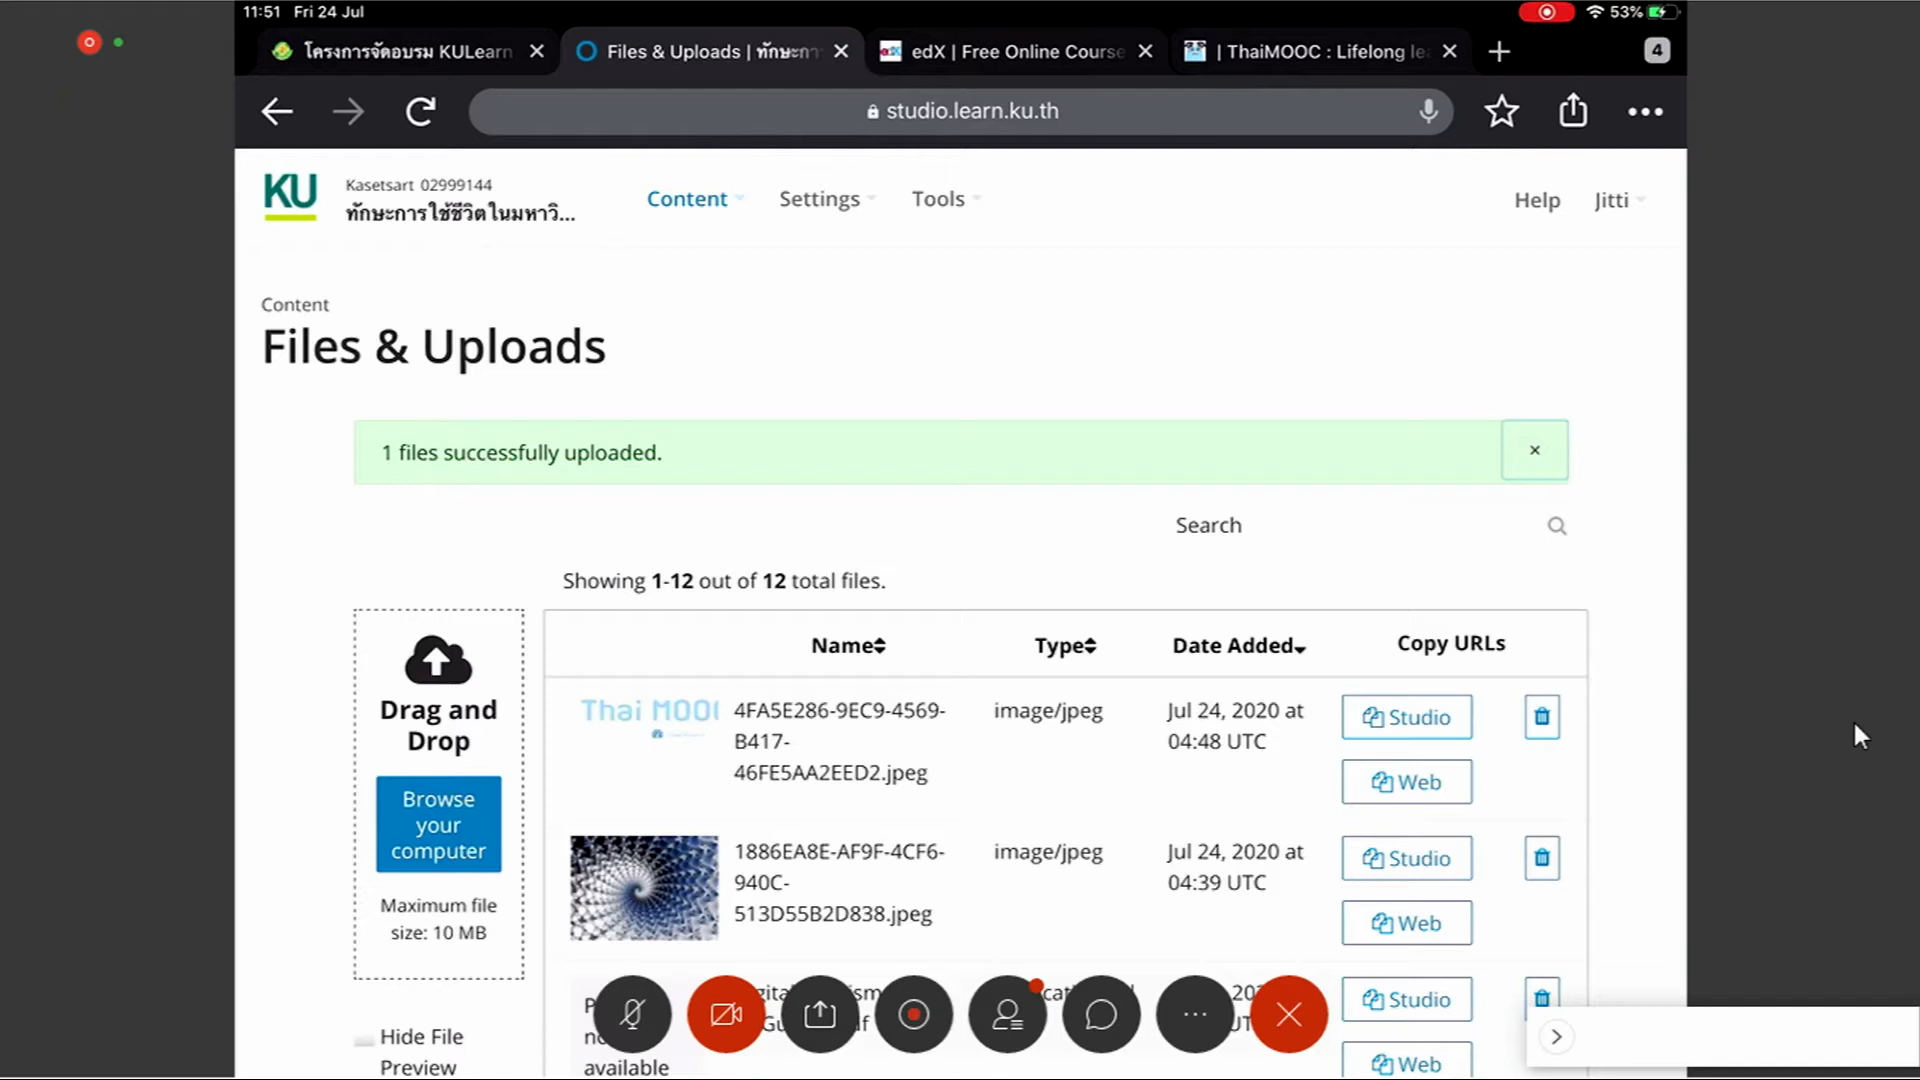 11:51 Fri 24 Jul
53%
โครงการจัดอบรม KULearn
Files & Uploads | ทักษะกา
edX | Free Online Course
| ThaiMOOC : Lifelong le
4
studio.learn.ku.th
KU
Kasetsart 02999144
ทักษะการใช้ชีวิตในมหาวิ...
Content
Settings
Tools
Help
Jitti
Content
Files & Uploads
1 files successfully uploaded.
Search
Showing 1-12 out of 12 total files.
Drag and
Drop
Browse
your
computer
Maximum file
size: 10 MB
Hide File
Preview
Name
Type
Date Added
Copy URLs
Thai MOO
4FA5E286-9EC9-4569-
B417-
46FE5AA2EED2.jpeg
image/jpeg
Jul 24, 2020 at
04:48 UTC
Studio
Web
1886EA8E-AF9F-4CF6-
940C-
513D55B2D838.jpeg
image/jpeg
Jul 24, 2020 at
04:39 UTC
Studio
Web
available
Studio
Web